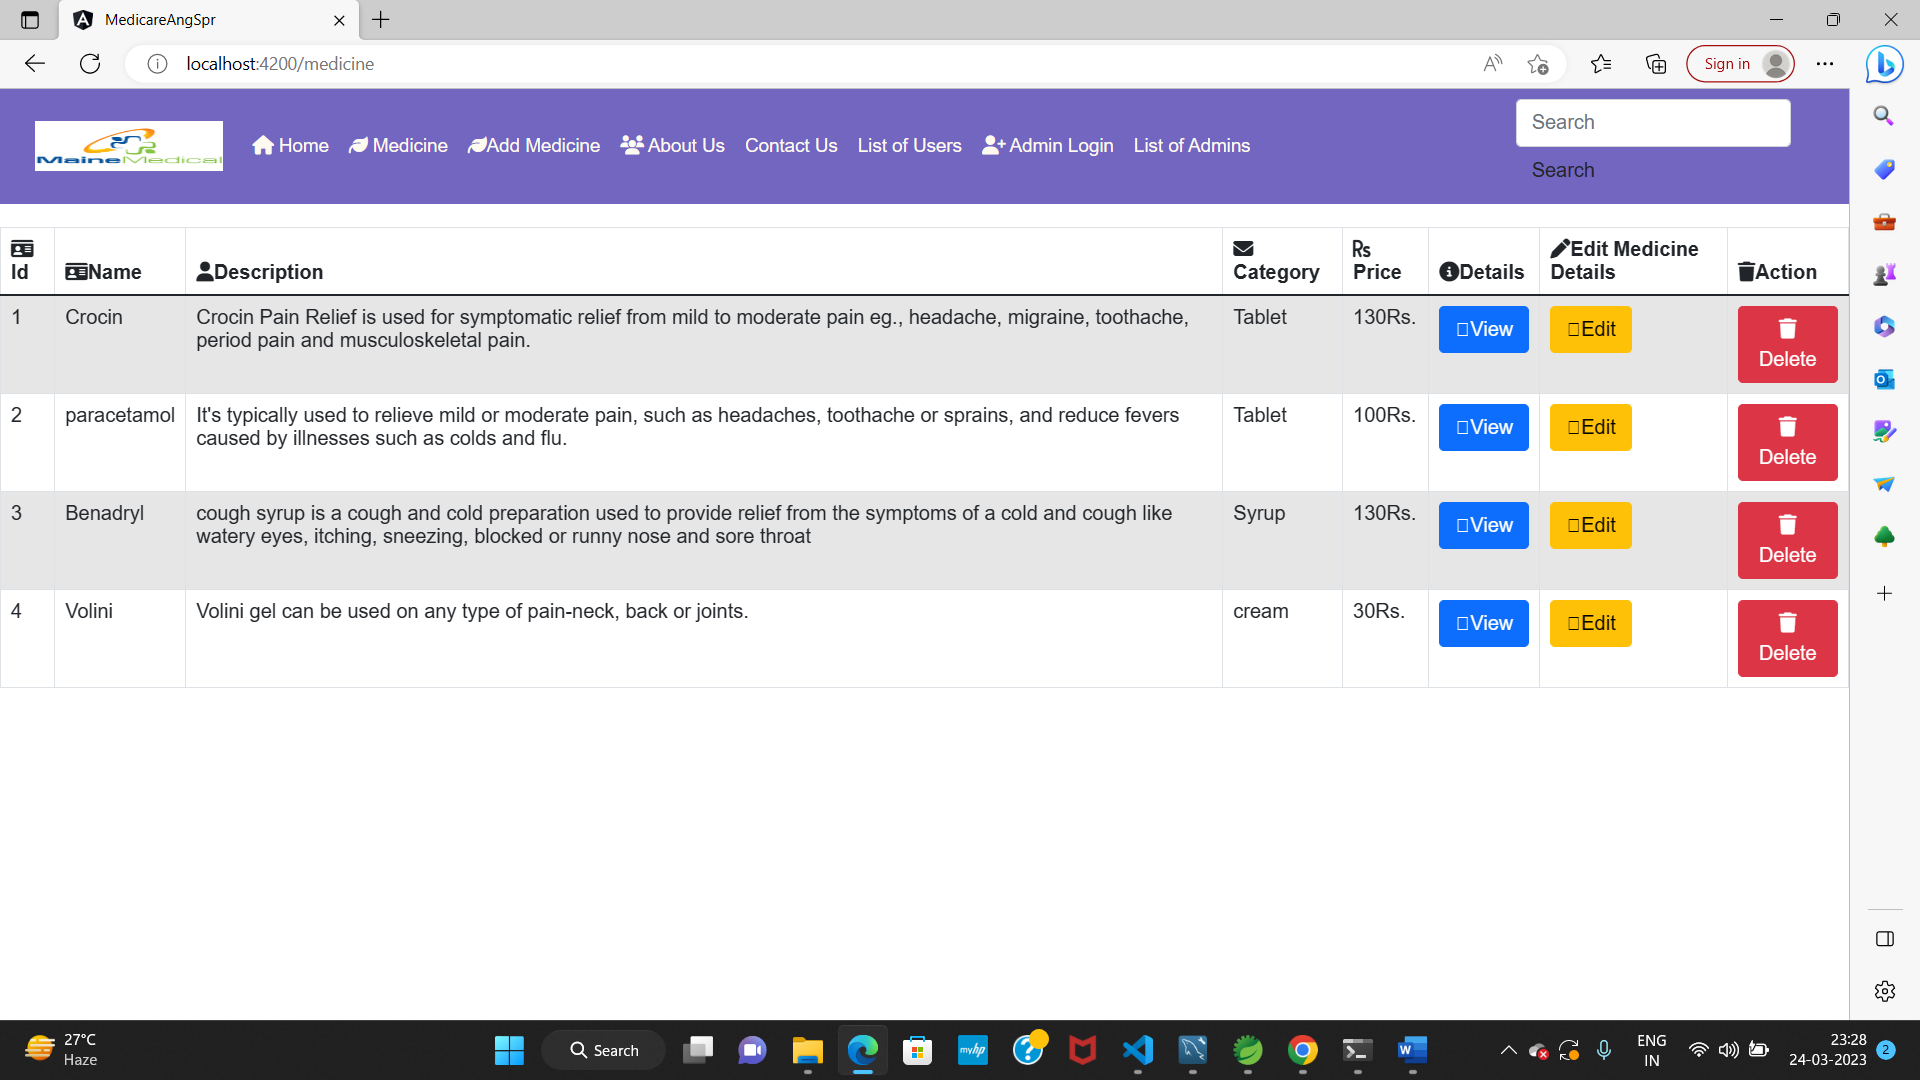 MedicareAngSpr
localhost:4200/medicine
Sign in
MaineMedical
Home
Medicine
Add Medicine
About Us
Contact Us
List of Users
Admin Login
List of Admins
Search
Search
Id
Name
Description
Category
Rs
Price
Details
Edit Medicine
Details
Action
1
Crocin
Crocin Pain Relief is used for symptomatic relief from mild to moderate pain eg., headache, migraine, toothache,
period pain and musculoskeletal pain.
Tablet
130Rs.
View
Edit
Delete
2
paracetamol
It's typically used to relieve mild or moderate pain, such as headaches, toothache or sprains, and reduce fevers
caused by illnesses such as colds and flu.
Tablet
100Rs.
View
Edit
Delete
3
Benadryl
cough syrup is a cough and cold preparation used to provide relief from the symptoms of a cold and cough like
watery eyes, itching, sneezing, blocked or runny nose and sore throat
Syrup
130Rs.
View
Edit
Delete
4
Volini
Volini gel can be used on any type of pain-neck, back or joints.
cream
30Rs.
View
Edit
Delete
27°C
Haze
Search
myhp
ENG
IN
23:28
24-03-2023
2